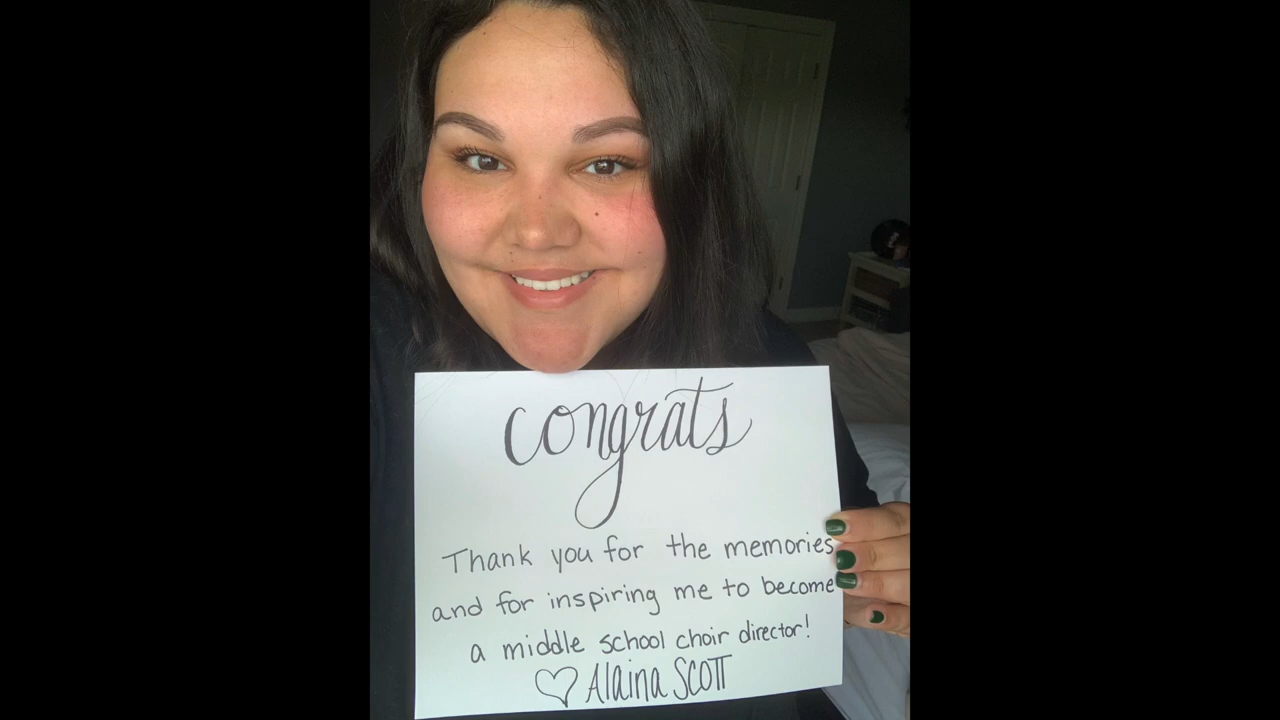 congrats
Thank you for the memories
and for inspiring me to become
a middle school choir director!
♡ Alaina Scott